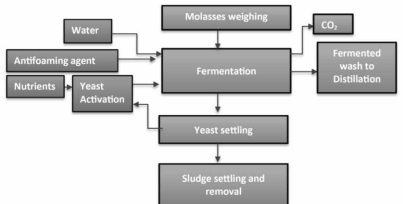 Molasses weighing
CO₂
Water
Fermented
wash to
Distillation
Antifoaming agent
Fermentation
Nutrients
Yeast
Activation
Yeast settling
Sludge settling and
removal